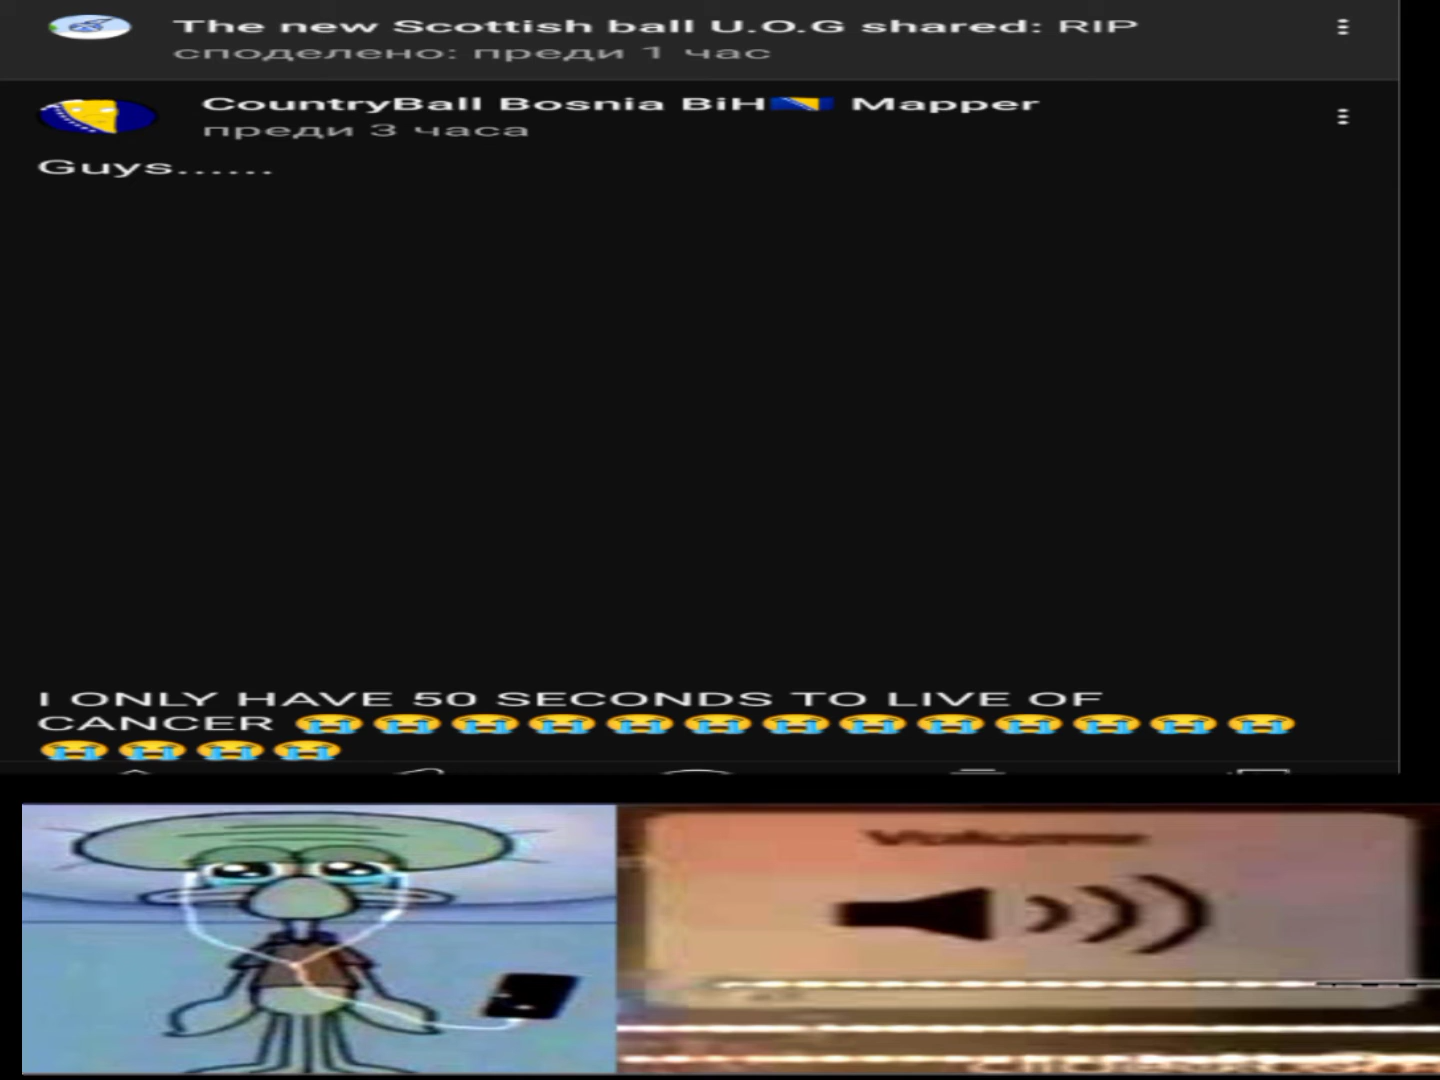 The new Scottish ball U.O.G shared: RIP
споделено: преди 1 час
CountryBall Bosnia BiH🇧🇦 Mapper
преди 3 часа
Guys......
I ONLY HAVE 50 SECONDS TO LIVE OF
CANCER 😭😭😭😭😭😭😭😭😭😭😭😭😭
😭😭😭😭
Volume